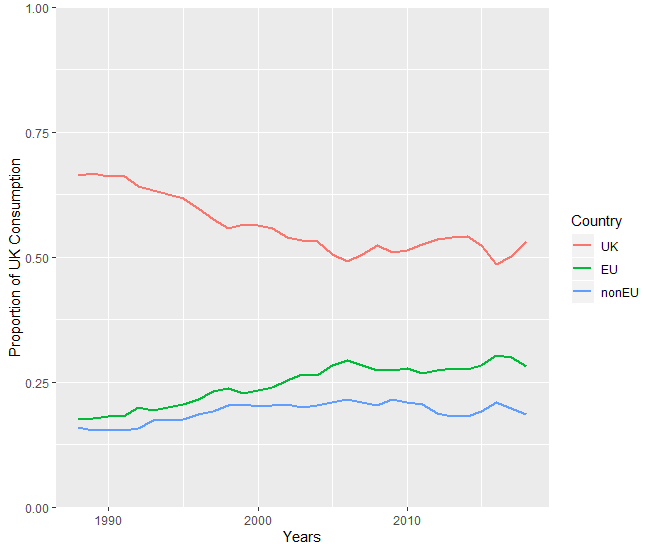 1.00
0.75
0.50
0.25
0.00
Proportion of UK Consumption
1990
2000
2010
Years
Country
UK
EU
nonEU